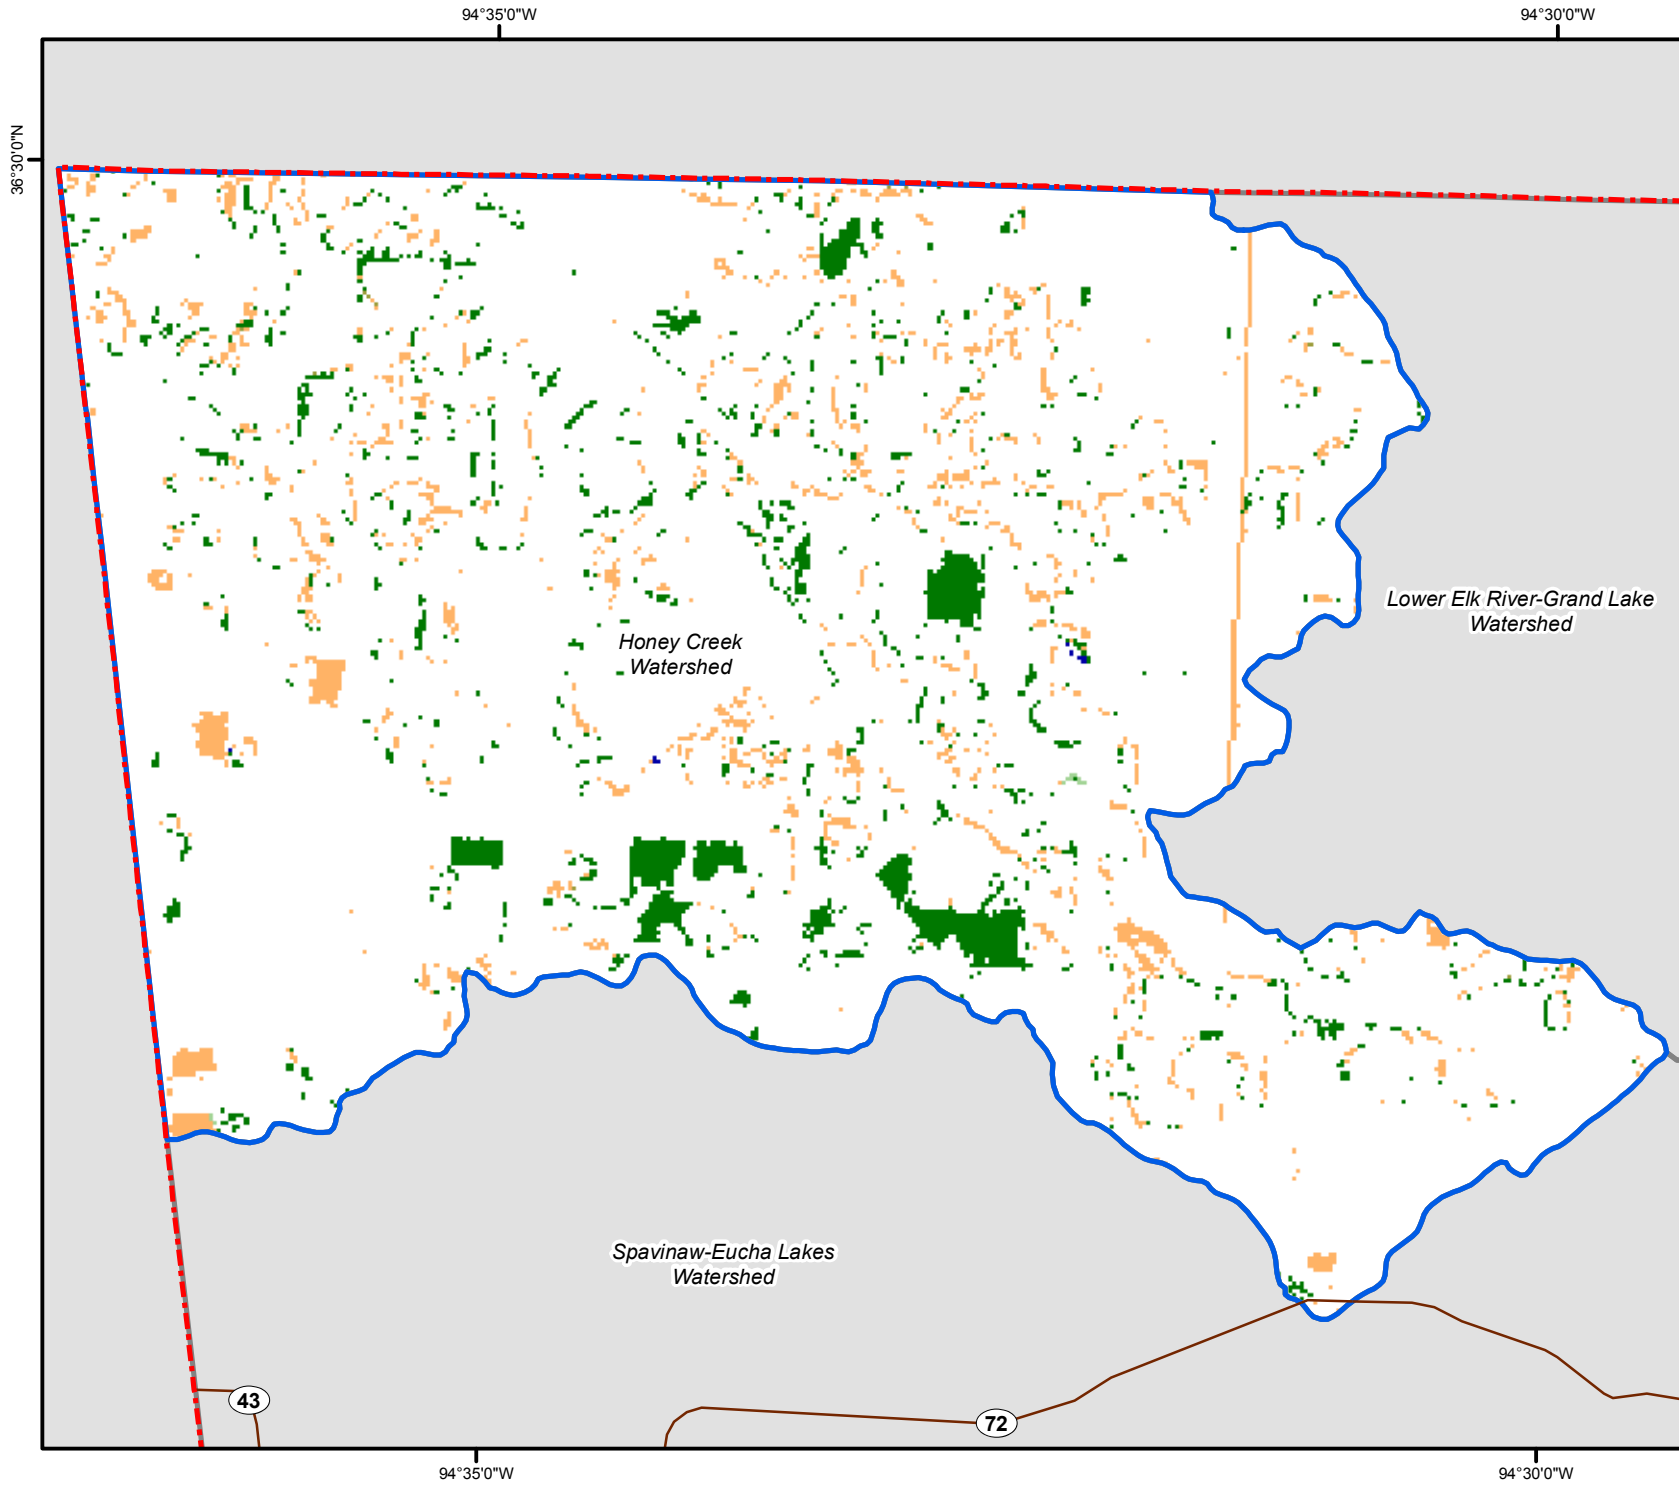 94°35'0"W
94°30'0"W
36°30'0"N
Lower Elk River-Grand Lake
Watershed
Honey Creek
Watershed
Spavinaw-Eucha Lakes
Watershed
43
72
94°35'0"W
94°30'0"W